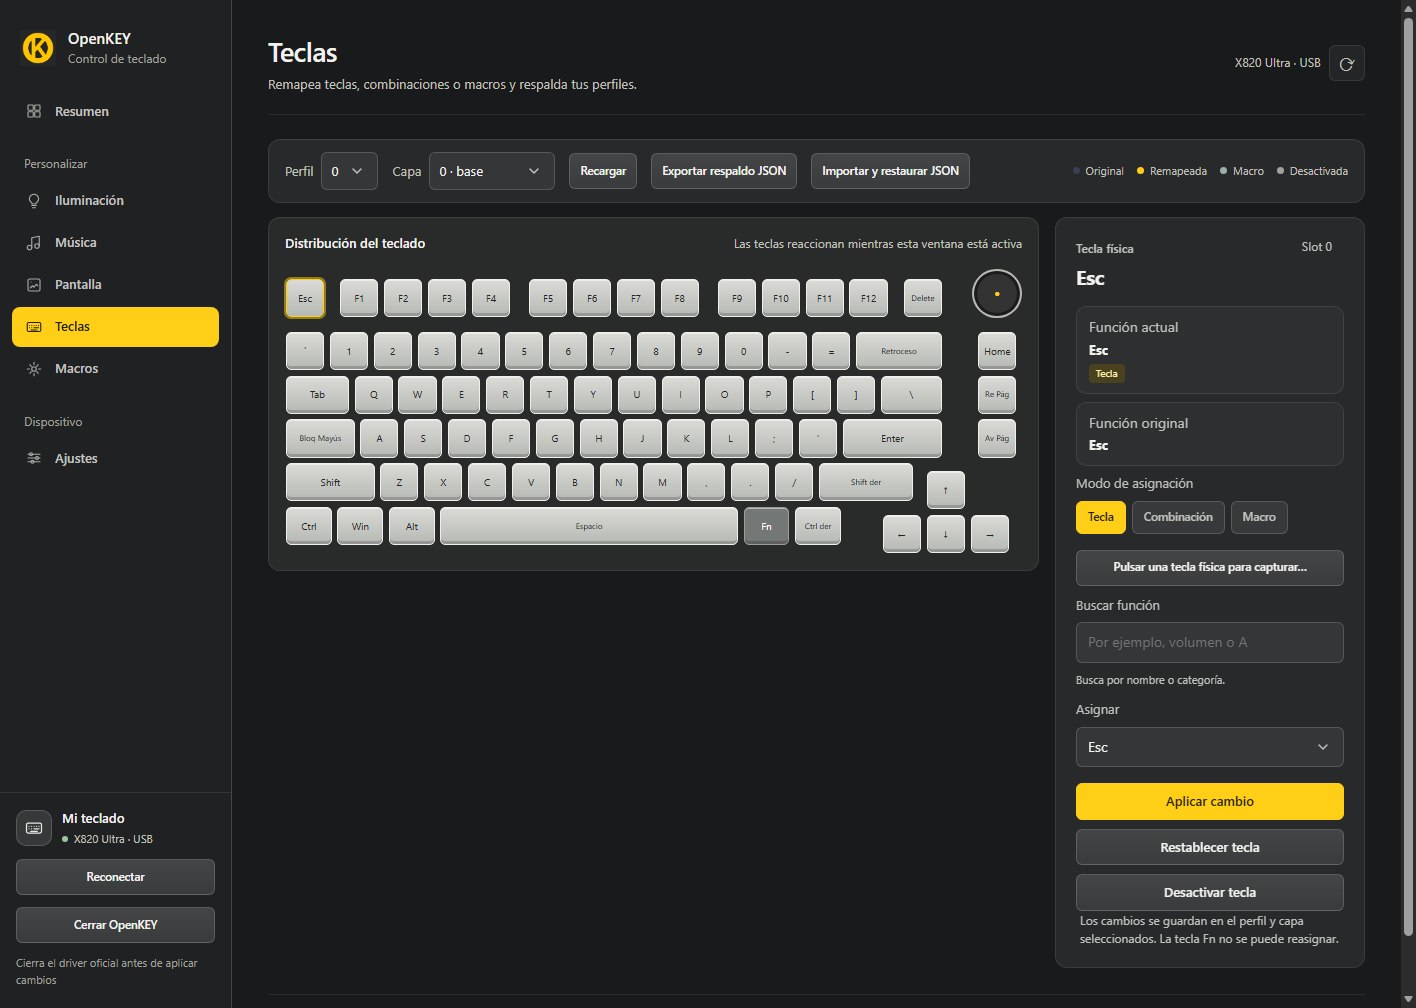 OpenKEY
Control de teclado
Resumen
Personalizar
Iluminación
Música
Pantalla
Teclas
Macros
Dispositivo
Ajustes
Mi teclado
X820 Ultra · USB
Reconectar
Cerrar OpenKEY
Cierra el driver oficial antes de aplicar
cambios
Teclas
Remapea teclas, combinaciones o macros y respalda tus perfiles.
X820 Ultra · USB
Perfil 0 Capa 0 · base Recargar Exportar respaldo JSON Importar y restaurar JSON Original Remapeada Macro Desactivada
Distribución del teclado Las teclas reaccionan mientras esta ventana está activa
Esc F1 F2 F3 F4 F5 F6 F7 F8 F9 F10 F11 F12 Delete
` 1 2 3 4 5 6 7 8 9 0 - = Retroceso Home
Tab Q W E R T Y U I O P [ ] \ Re Pág
Bloq Mayús A S D F G H J K L ; ' Enter Av Pág
Shift Z X C V B N M , . / Shift der ↑
Ctrl Win Alt Espacio Fn Ctrl der ← ↓ →
Tecla física Slot 0
Esc
Función actual
Esc
Tecla
Función original
Esc
Modo de asignación
Tecla Combinación Macro
Pulsar una tecla física para capturar...
Buscar función
Por ejemplo, volumen o A
Busca por nombre o categoría.
Asignar
Esc
Aplicar cambio
Restablecer tecla
Desactivar tecla
Los cambios se guardan en el perfil y capa
seleccionados. La tecla Fn no se puede reasignar.